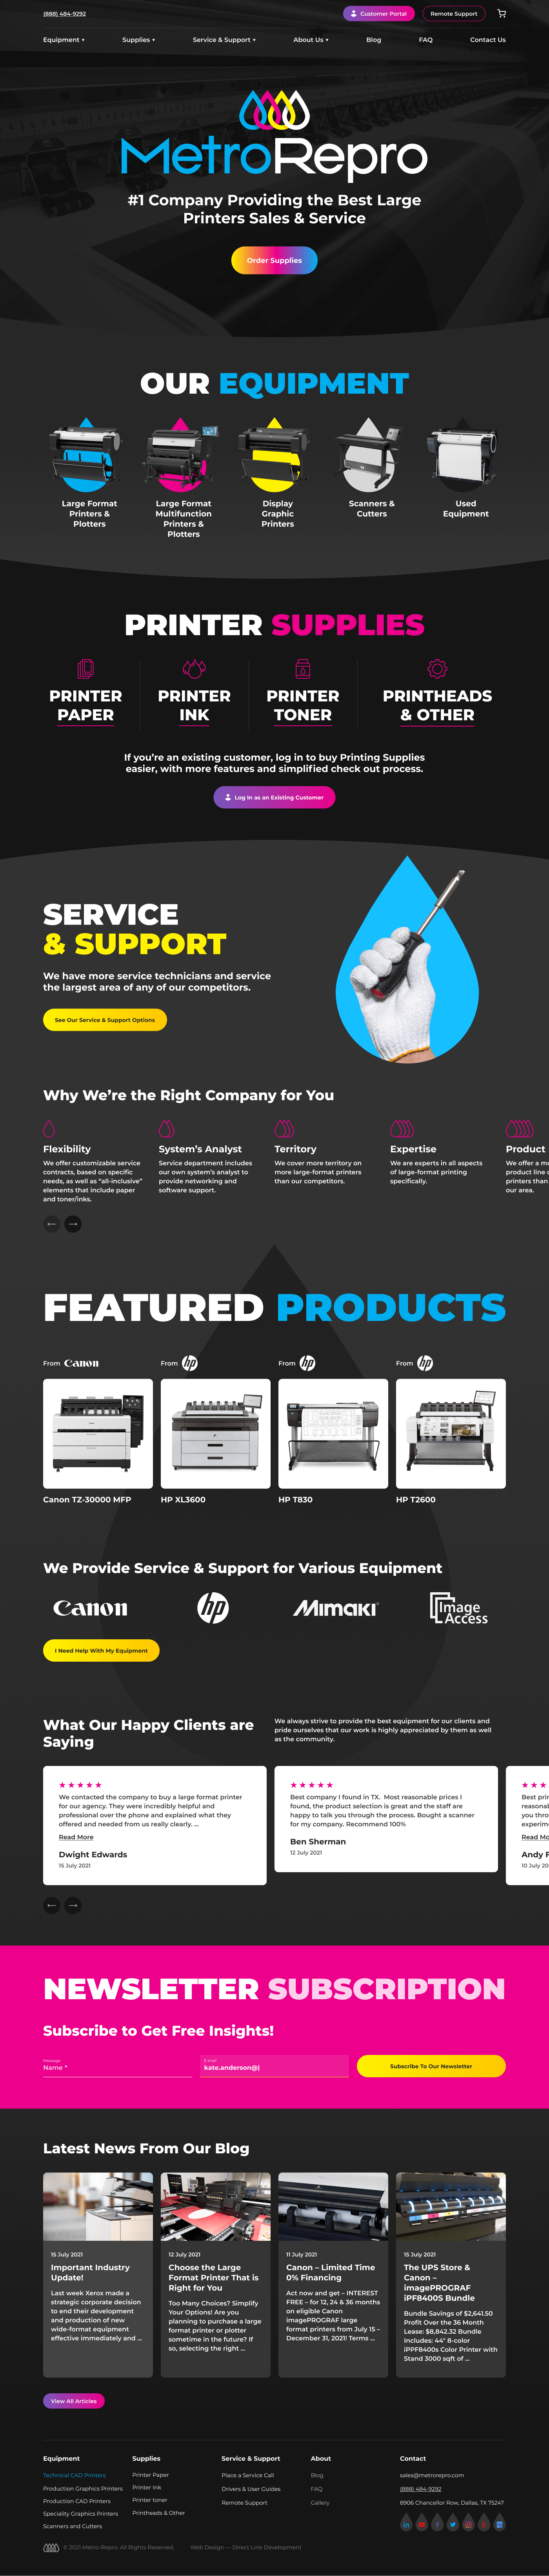 (888) 484-9292
Customer Portal
Remote Support
Equipment
Supplies
Service & Support
About Us
Blog
FAQ
Contact Us
MetroRepro
#1 Company Providing the Best Large
Printers Sales & Service
Order Supplies
OUR EQUIPMENT
Large Format
Printers &
Plotters
Large Format
Multifunction
Printers &
Plotters
Display
Graphic
Printers
Scanners &
Cutters
Used
Equipment
PRINTER SUPPLIES
PRINTER
PAPER
PRINTER
INK
PRINTER
TONER
PRINTHEADS
& OTHER
If you’re an existing customer, log in to buy Printing Supplies
easier, with more features and simplified check out process.
Log In as an Existing Customer
SERVICE
& SUPPORT
We have more service technicians and service
the largest area of any of our competitors.
See Our Service & Support Options
Why We’re the Right Company for You
Flexibility
We offer customizable service
contracts, based on specific
needs, as well as “all-inclusive”
elements that include paper
and toner/inks.
System’s Analyst
Service department includes
our own system’s analyst to
provide networking and
software support.
Territory
We cover more territory on
more large-format printers
than our competitors.
Expertise
We are experts in all aspects
of large-format printing
specifically.
Product
We offer a mo
product line o
printers than
our area.
FEATURED PRODUCTS
From Canon
From hp
From hp
From hp
Canon TZ-30000 MFP
HP XL3600
HP T830
HP T2600
We Provide Service & Support for Various Equipment
Canon
hp
Mimaki
Image
Access
I Need Help With My Equipment
What Our Happy Clients are
Saying
We always strive to provide the best equipment for our clients and
pride ourselves that our work is highly appreciated by them as well
as the community.
We contacted the company to buy a large format printer
for our agency. They were incredibly helpful and
professional over the phone and explained what they
offered and needed from us really clearly. ...
Read More
Dwight Edwards
15 July 2021
Best company I found in TX. Most reasonable prices I
found, the product selection is great and the staff are
happy to talk you through the process. Bought a scanner
for my company. Recommend 100%
Ben Sherman
12 July 2021
Best prin
reasonab
you thro
experim
Read Mo
Andy F
10 July 20
NEWSLETTER SUBSCRIPTION
Subscribe to Get Free Insights!
Message
Name *
E-mail
kate.anderson@|
Subscribe To Our Newsletter
Latest News From Our Blog
15 July 2021
Important Industry
Update!
Last week Xerox made a
strategic corporate decision
to end their development
and production of new
wide-format equipment
effective immediately and ...
12 July 2021
Choose the Large
Format Printer That is
Right for You
Too Many Choices? Simplify
Your Options! Are you
planning to purchase a large
format printer or plotter
sometime in the future? If
so, selecting the right ...
11 July 2021
Canon – Limited Time
0% Financing
Act now and get – INTEREST
FREE – for 12, 24 & 36 months
on eligible Canon
imagePROGRAF large
format printers from July 15 –
December 31, 2021! Terms ...
15 July 2021
The UPS Store &
Canon –
imagePROGRAF
iPF8400S Bundle
Bundle Savings of $2,641.50
Profit Over the 36 Month
Lease: $8,842.32 Bundle
Includes: 44" 8-color
iPPF8400s Color Printer with
Stand 3000 sqft of ...
View All Articles
Equipment
Technical CAD Printers
Production Graphics Printers
Production CAD Printers
Speciality Graphics Printers
Scanners and Cutters
Supplies
Printer Paper
Printer Ink
Printer toner
Printheads & Other
Service & Support
Place a Service Call
Drivers & User Guides
Remote Support
About
Blog
FAQ
Gallery
Contact
sales@metrorepro.com
(888) 484-9292
8906 Chancellor Row, Dallas, TX 75247
© 2021 Metro-Repro. All Rights Reserved.
Web Design — Direct Line Development